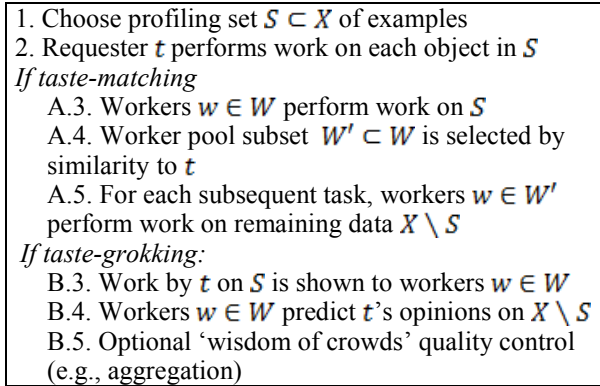 1. Choose profiling set S ⊂ X of examples
2. Requester t performs work on each object in S
If taste-matching
A.3. Workers w ∈ W perform work on S
A.4. Worker pool subset W′ ⊂ W is selected by
similarity to t
A.5. For each subsequent task, workers w ∈ W′
perform work on remaining data X \ S
If taste-grokking:
B.3. Work by t on S is shown to workers w ∈ W
B.4. Workers w ∈ W predict t’s opinions on X \ S
B.5. Optional ‘wisdom of crowds’ quality control
(e.g., aggregation)